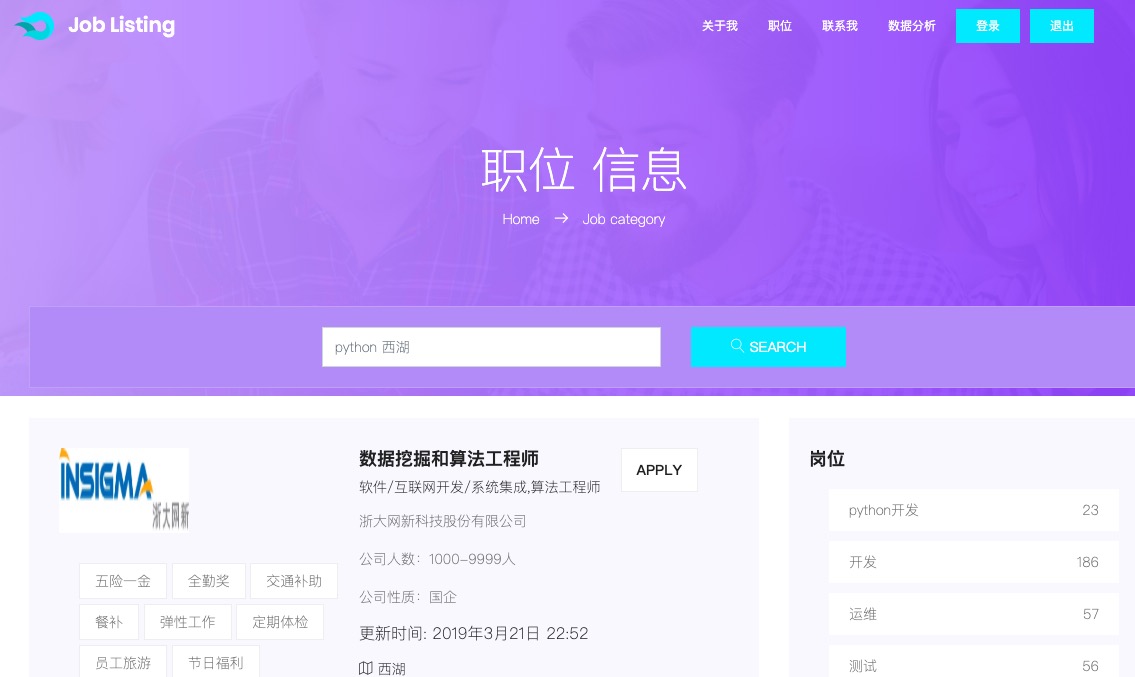 Job Listing
关于我 职位 联系我 数据分析 登录 退出
职位 信息
Home → Job category
python 西湖
SEARCH
INSIGMA
浙大网新
五险一金 全勤奖 交通补助
餐补 弹性工作 定期体检
员工旅游 节日福利
数据挖掘和算法工程师
软件/互联网开发/系统集成,算法工程师
浙大网新科技股份有限公司
公司人数：1000-9999人
公司性质：国企
更新时间: 2019年3月21日 22:52
西湖
APPLY
岗位
python开发 23
开发 186
运维 57
测试 56